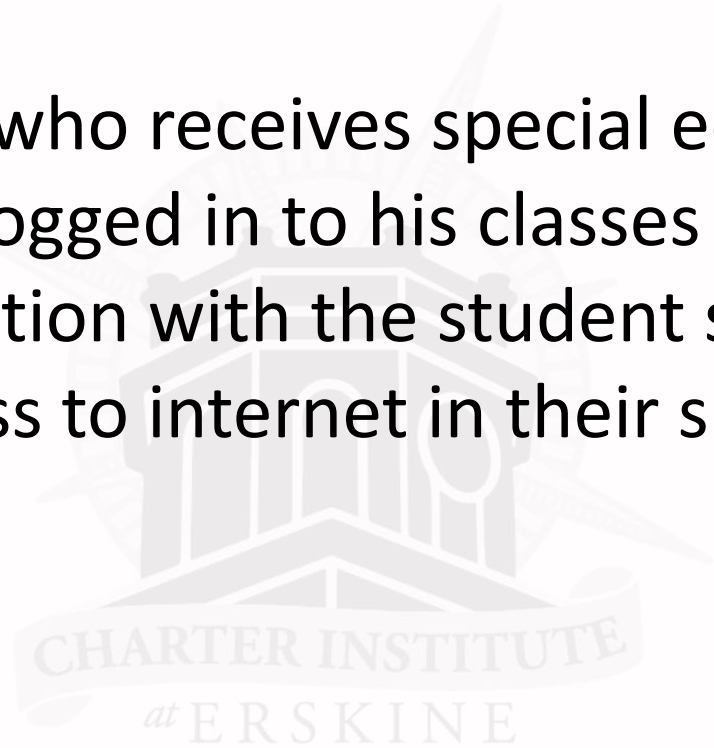 who receives special e
ogged in to his classes
tion with the student s
ss to internet in their s
CHARTER INSTITUTE
at ERSKINE